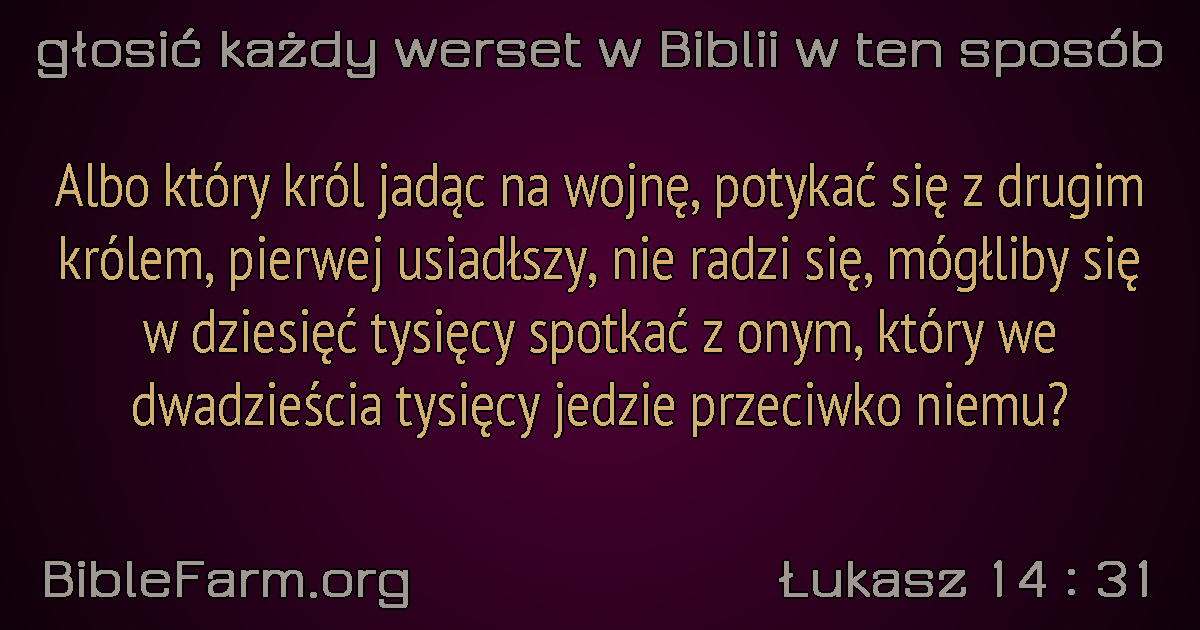 głosić każdy werset w Biblii w ten sposób
Albo który król jadąc na wojnę, potykać się z drugim
królem, pierwej usiadłszy, nie radzi się, mógłliby się
w dziesięć tysięcy spotkać z onym, który we
dwadzieścia tysięcy jedzie przeciwko niemu?
BibleFarm.org
Łukasz 14 : 31